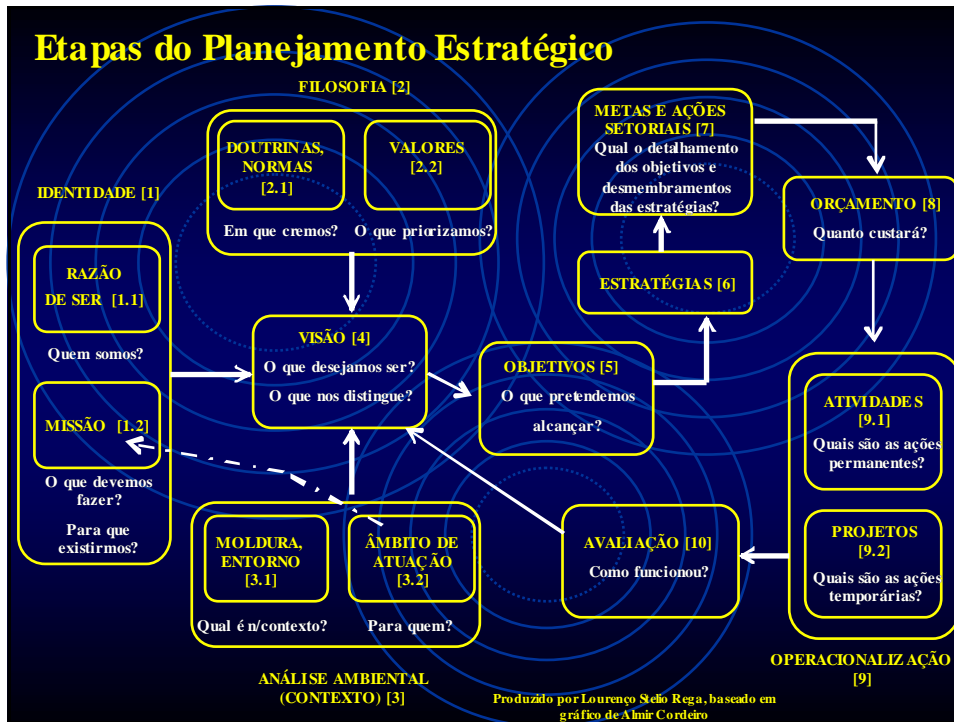 Etapas do Planejamento Estratégico
FILOSOFIA [2]
DOUTRINAS,
NORMAS
[2.1]
VALORES
[2.2]
Em que cremos?
O que priorizamos?
IDENTIDADE [1]
RAZÃO
DE SER [1.1]
Quem somos?
MISSÃO [1.2]
O que devemos
fazer?
Para que
existirmos?
VISÃO [4]
O que desejamos ser?
O que nos distingue?
MOLDURA,
ENTORNO
[3.1]
ÂMBITO DE
ATUAÇÃO
[3.2]
Qual é n/contexto?
Para quem?
ANÁLISE AMBIENTAL
(CONTEXTO) [3]
OBJETIVOS [5]
O que pretendemos
alcançar?
ESTRATÉGIAS [6]
METAS E AÇÕES
SETORIAIS [7]
Qual o detalhamento
dos objetivos e
desmembramentos
das estratégias?
ORÇAMENTO [8]
Quanto custará?
ATIVIDADES
[9.1]
Quais são as ações
permanentes?
PROJETOS
[9.2]
Quais são as ações
temporárias?
OPERACIONALIZAÇÃO
[9]
AVALIAÇÃO [10]
Como funcionou?
Produzido por Lourenço Stelio Rega, baseado em
gráfico de Almir Cordeiro